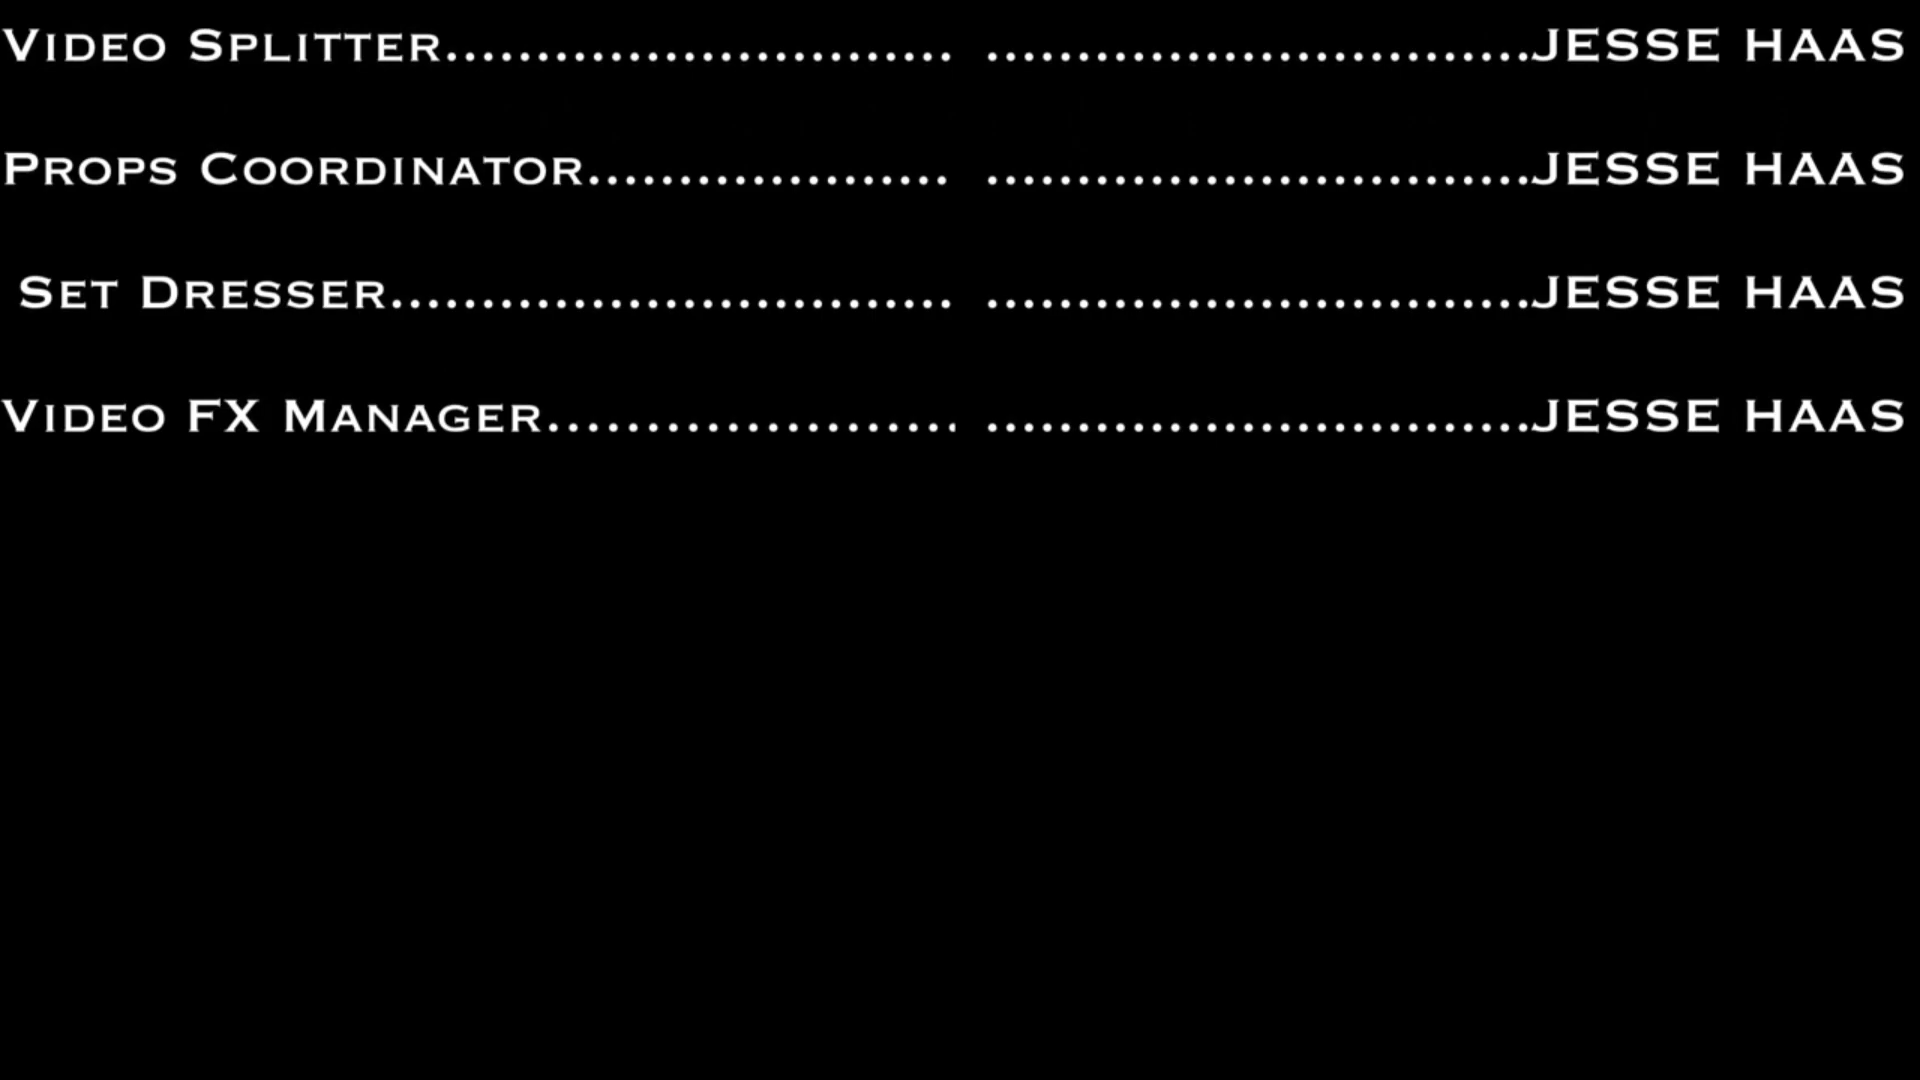 Video Splitter............................ ..............................JESSE HAAS
Props Coordinator.................... ..............................JESSE HAAS
Set Dresser............................... ..............................JESSE HAAS
Video FX Manager....................... ..............................JESSE HAAS